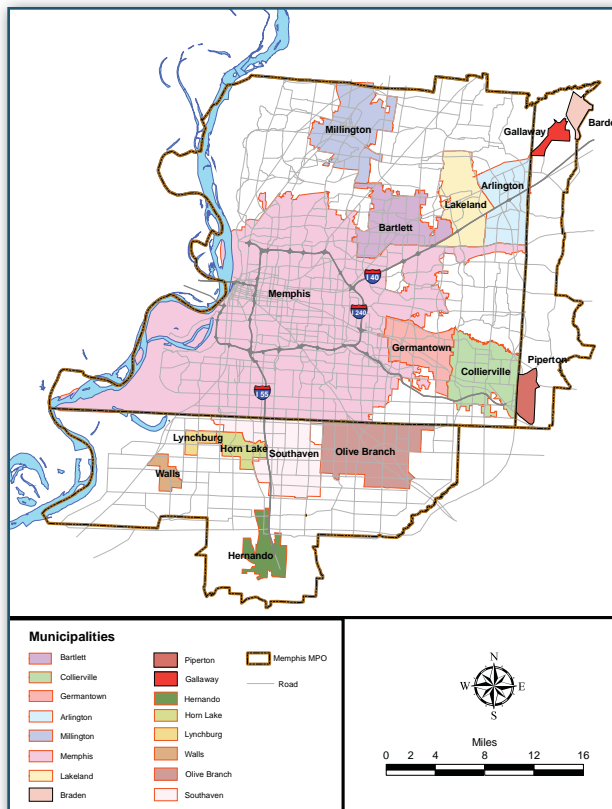 Millington
Gallaway
Barde
Arlington
Lakeland
Bartlett
I 40
Memphis
I 240
Germantown
Piperton
Collierville
I 55
Lynchburg
Horn Lake
Southaven
Olive Branch
Walls
Hernando
Municipalities
Bartlett
Collierville
Germantown
Arlington
Millington
Memphis
Lakeland
Braden
Piperton
Gallaway
Hernando
Horn Lake
Lynchburg
Walls
Olive Branch
Southaven
Memphis MPO
Road
N
W
E
S
Miles
0 2 4 8 12 16